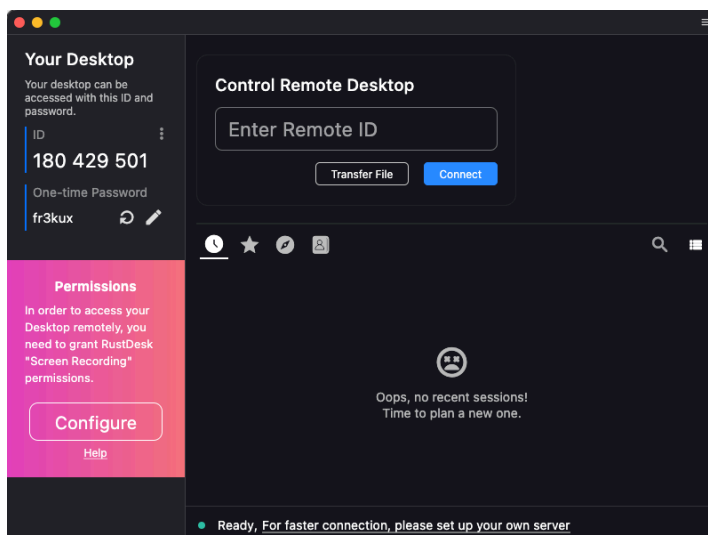 Your Desktop
Your desktop can be
accessed with this ID and
password.
ID
180 429 501
One-time Password
fr3kux
Permissions
In order to access your
Desktop remotely, you
need to grant RustDesk
"Screen Recording"
permissions.
Configure
Help
Control Remote Desktop
Enter Remote ID
Transfer File
Connect
Oops, no recent sessions!
Time to plan a new one.
Ready, For faster connection, please set up your own server